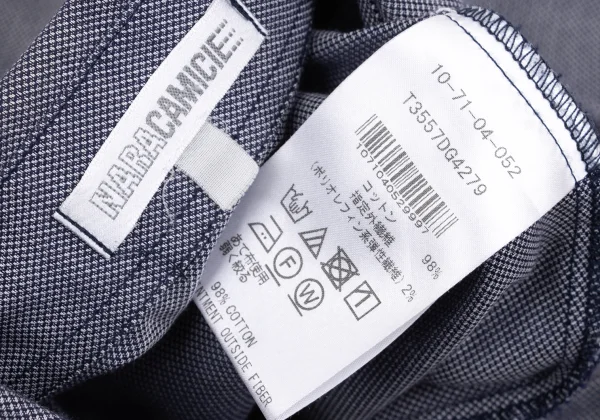 NARACAMICIE
10-71-04-052
T3557DG4279
1071040529997
コットン 98%
指定外繊維
(ポリオレフィン系弾性繊維) 2%
F W
あて布使用
弱く絞る
98% COTTON
TMENT OUTSIDE FIBER